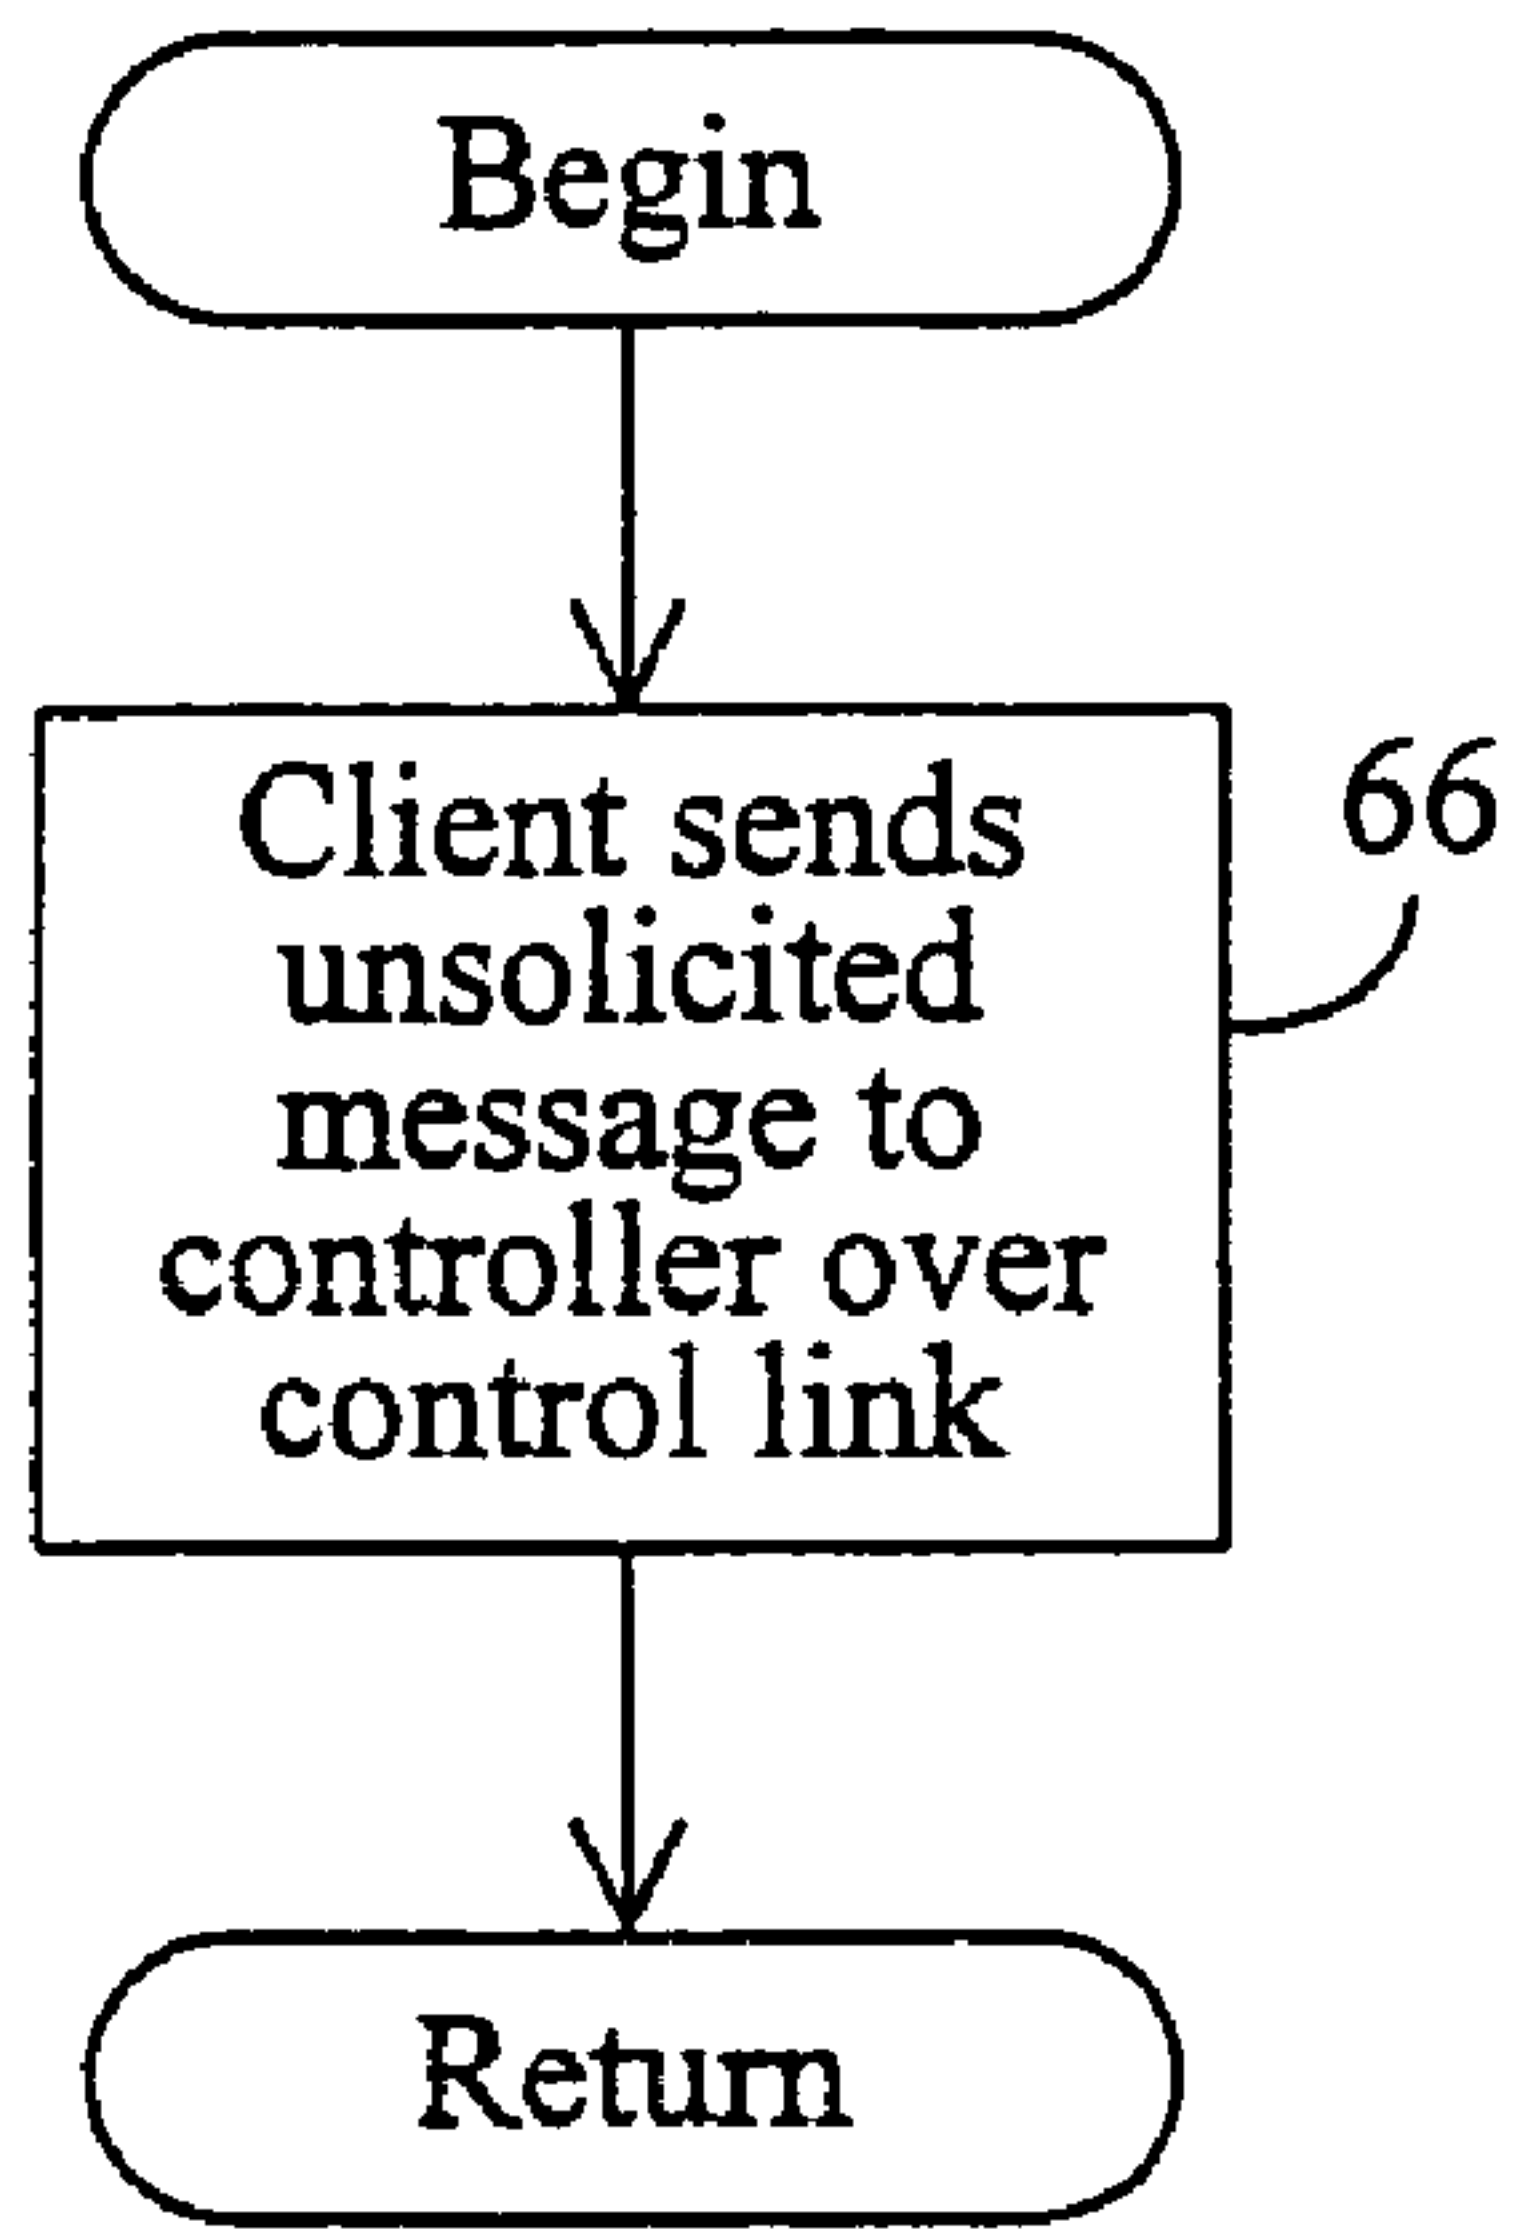 Begin
Client sends
unsolicited
message to
controller over
control link
66
Return